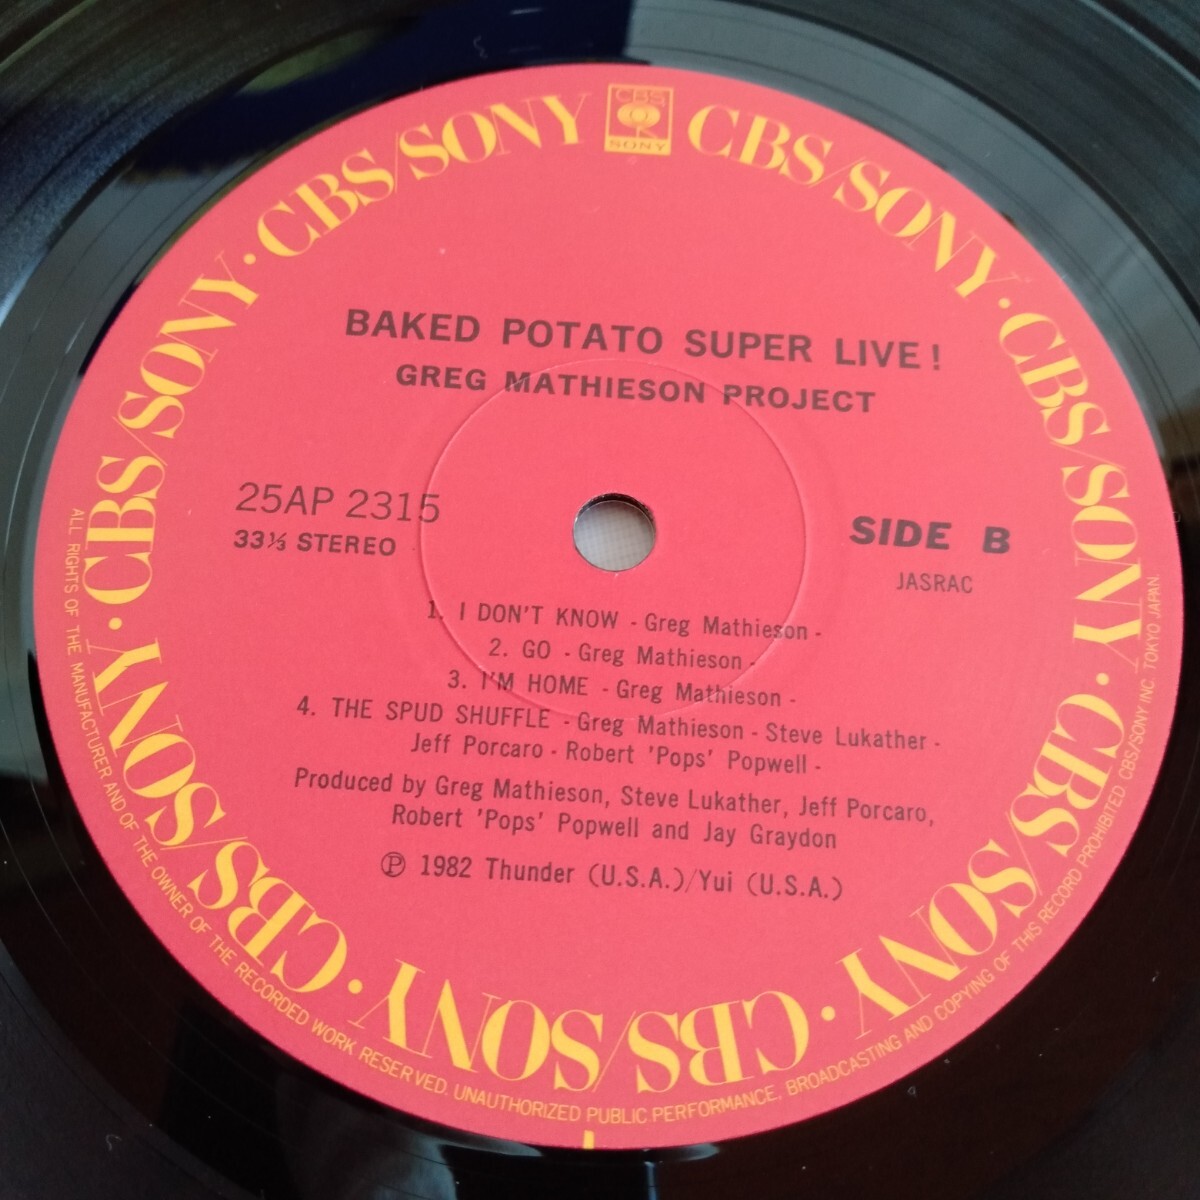 CBS/SONY · CBS/SONY · CBS/SONY · CBS/SONY · CBS/SONY · CBS/SONY · CBS/SONY · CBS/SONY
CBS
SONY
BAKED POTATO SUPER LIVE!
GREG MATHIESON PROJECT
25AP 2315
33⅓ STEREO
SIDE B
JASRAC
1. I DON'T KNOW - Greg Mathieson -
2. GO - Greg Mathieson -
3. I'M HOME - Greg Mathieson -
4. THE SPUD SHUFFLE - Greg Mathieson - Steve Lukather -
Jeff Porcaro - Robert 'Pops' Popwell -
Produced by Greg Mathieson, Steve Lukather, Jeff Porcaro,
Robert 'Pops' Popwell and Jay Graydon
Ⓟ 1982 Thunder (U.S.A.)/Yui (U.S.A.)
ALL RIGHTS OF THE MANUFACTURER AND OF THE OWNER OF THE RECORDED WORK RESERVED. UNAUTHORIZED PUBLIC PERFORMANCE, BROADCASTING AND COPYING OF THIS RECORD PROHIBITED CBS/SONY INC. TOKYO JAPAN.